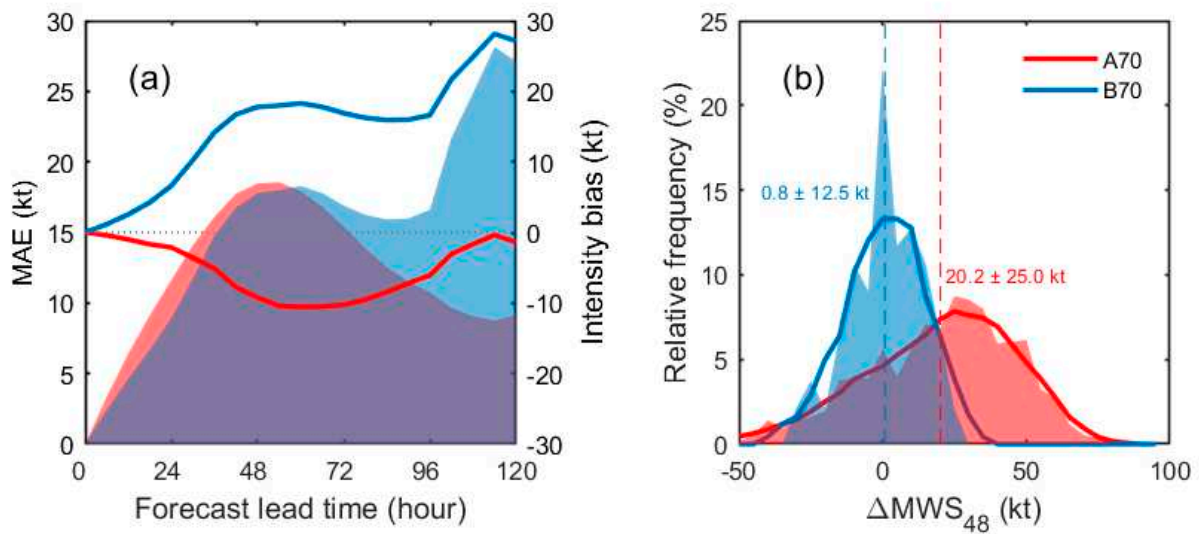 (a)
MAE (kt)
30
25
20
15
10
5
0
30
20
10
0
-10
-20
-30
Intensity bias (kt)
0 24 48 72 96 120
Forecast lead time (hour)
(b)
A70
B70
Relative frequency (%)
25
20
15
10
5
0
0.8 ± 12.5 kt
20.2 ± 25.0 kt
-50 0 50 100
ΔMWS48 (kt)